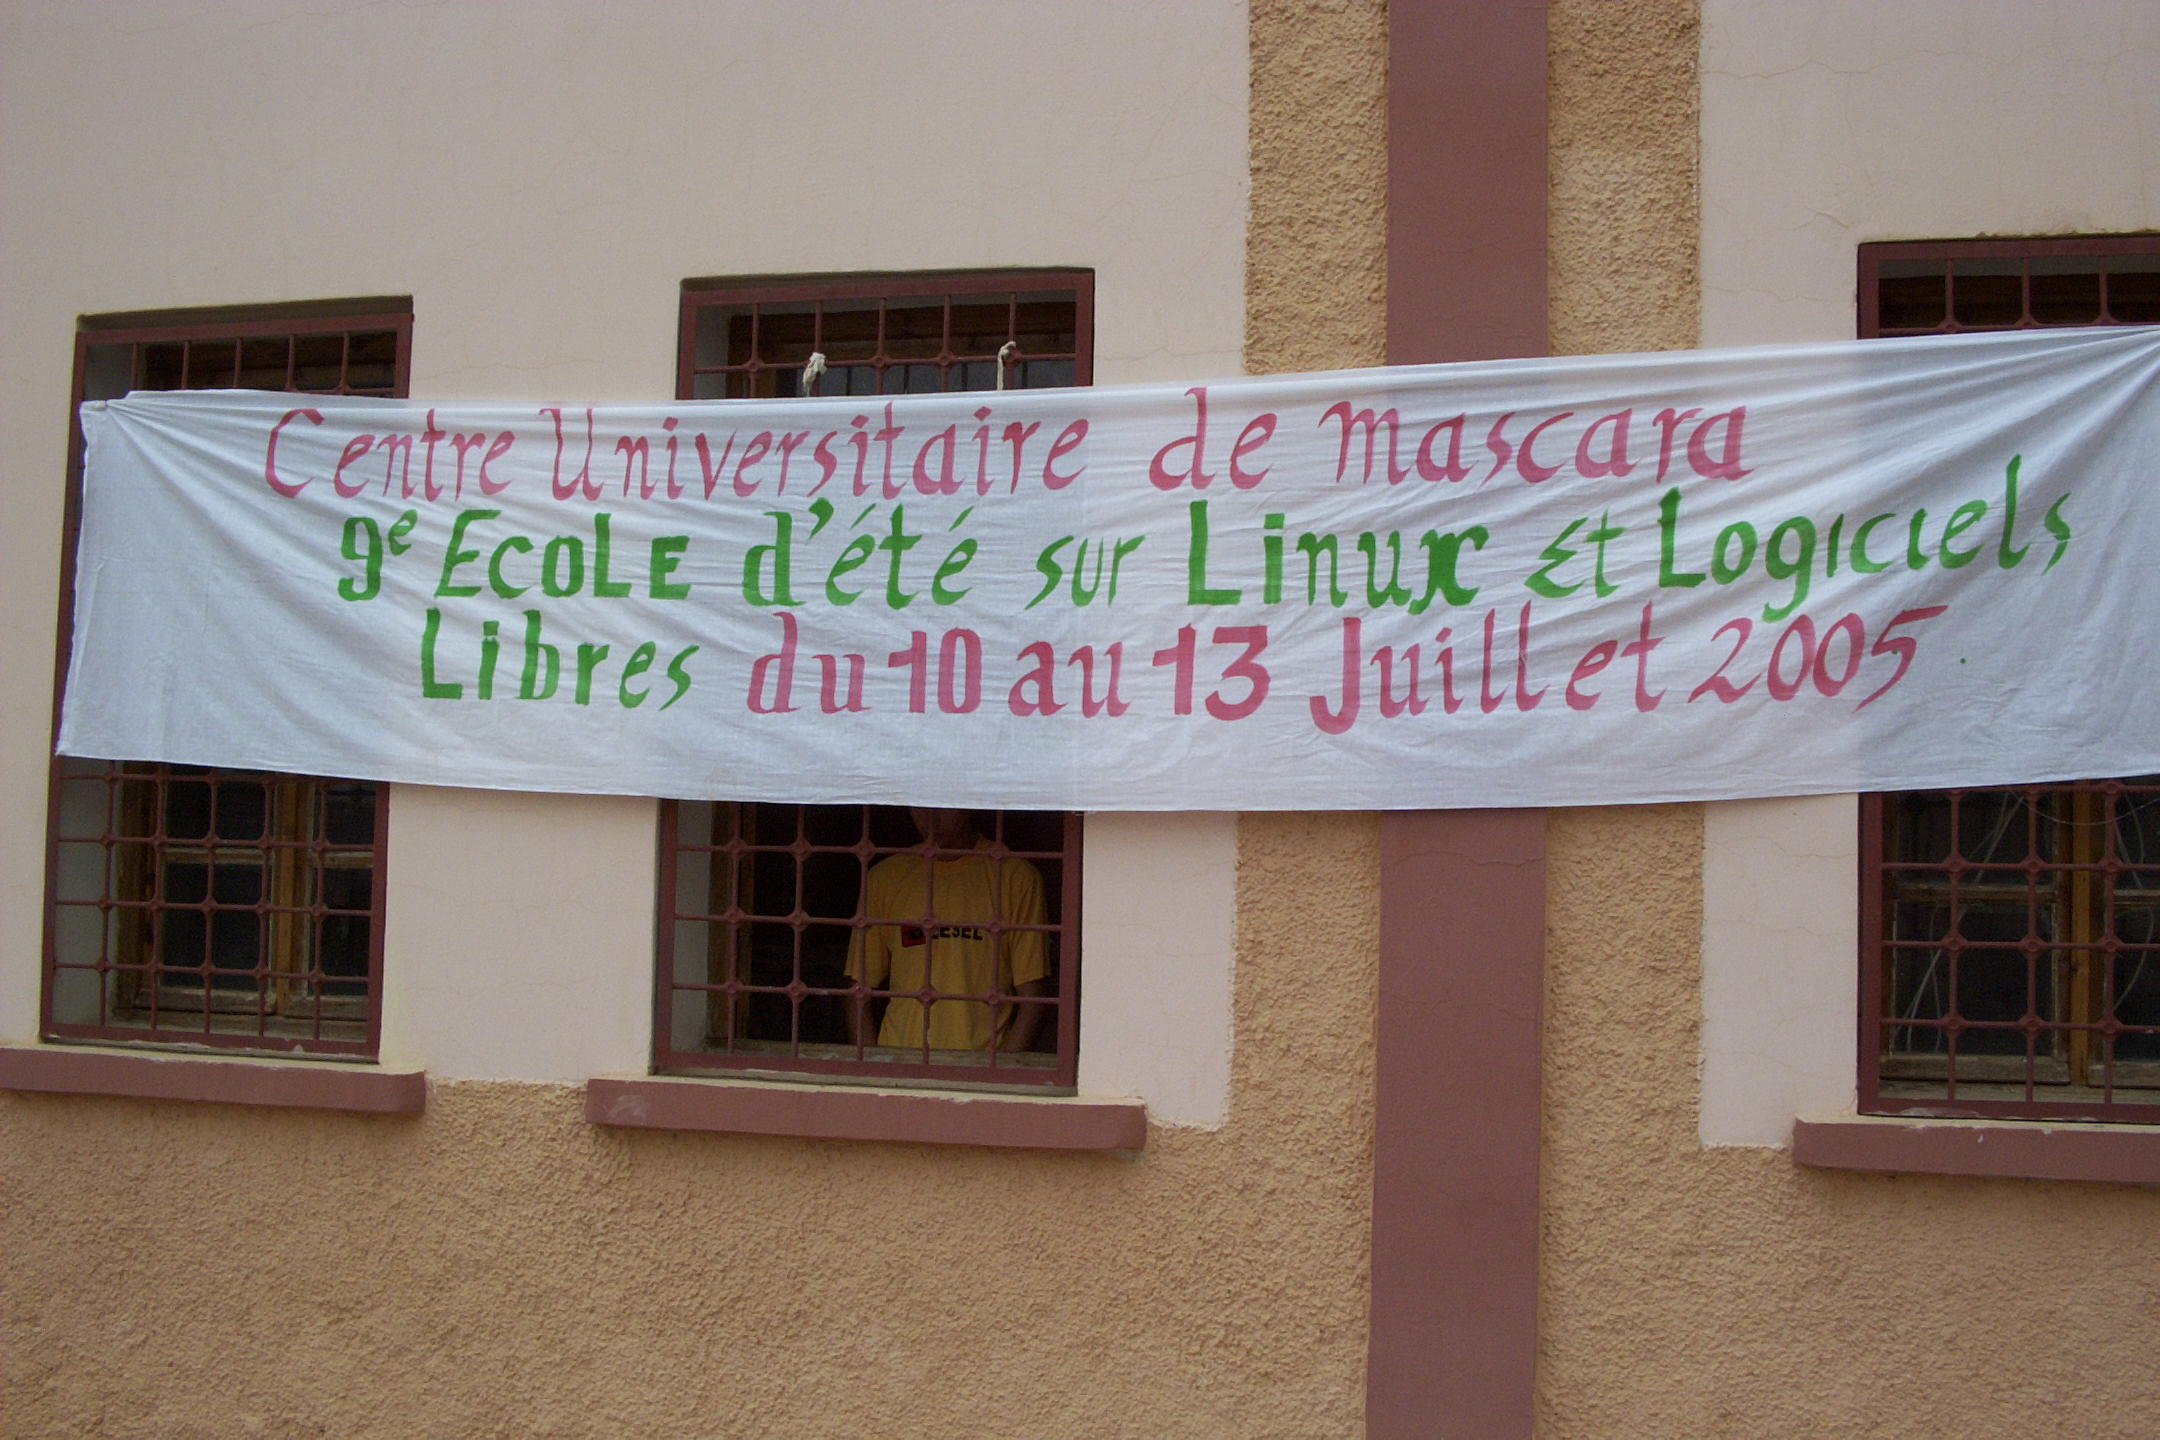 Centre Universitaire de Mascara
9e ECOLE d'été sur Linux Et Logiciels
Libres du 10 au 13 Juillet 2005.